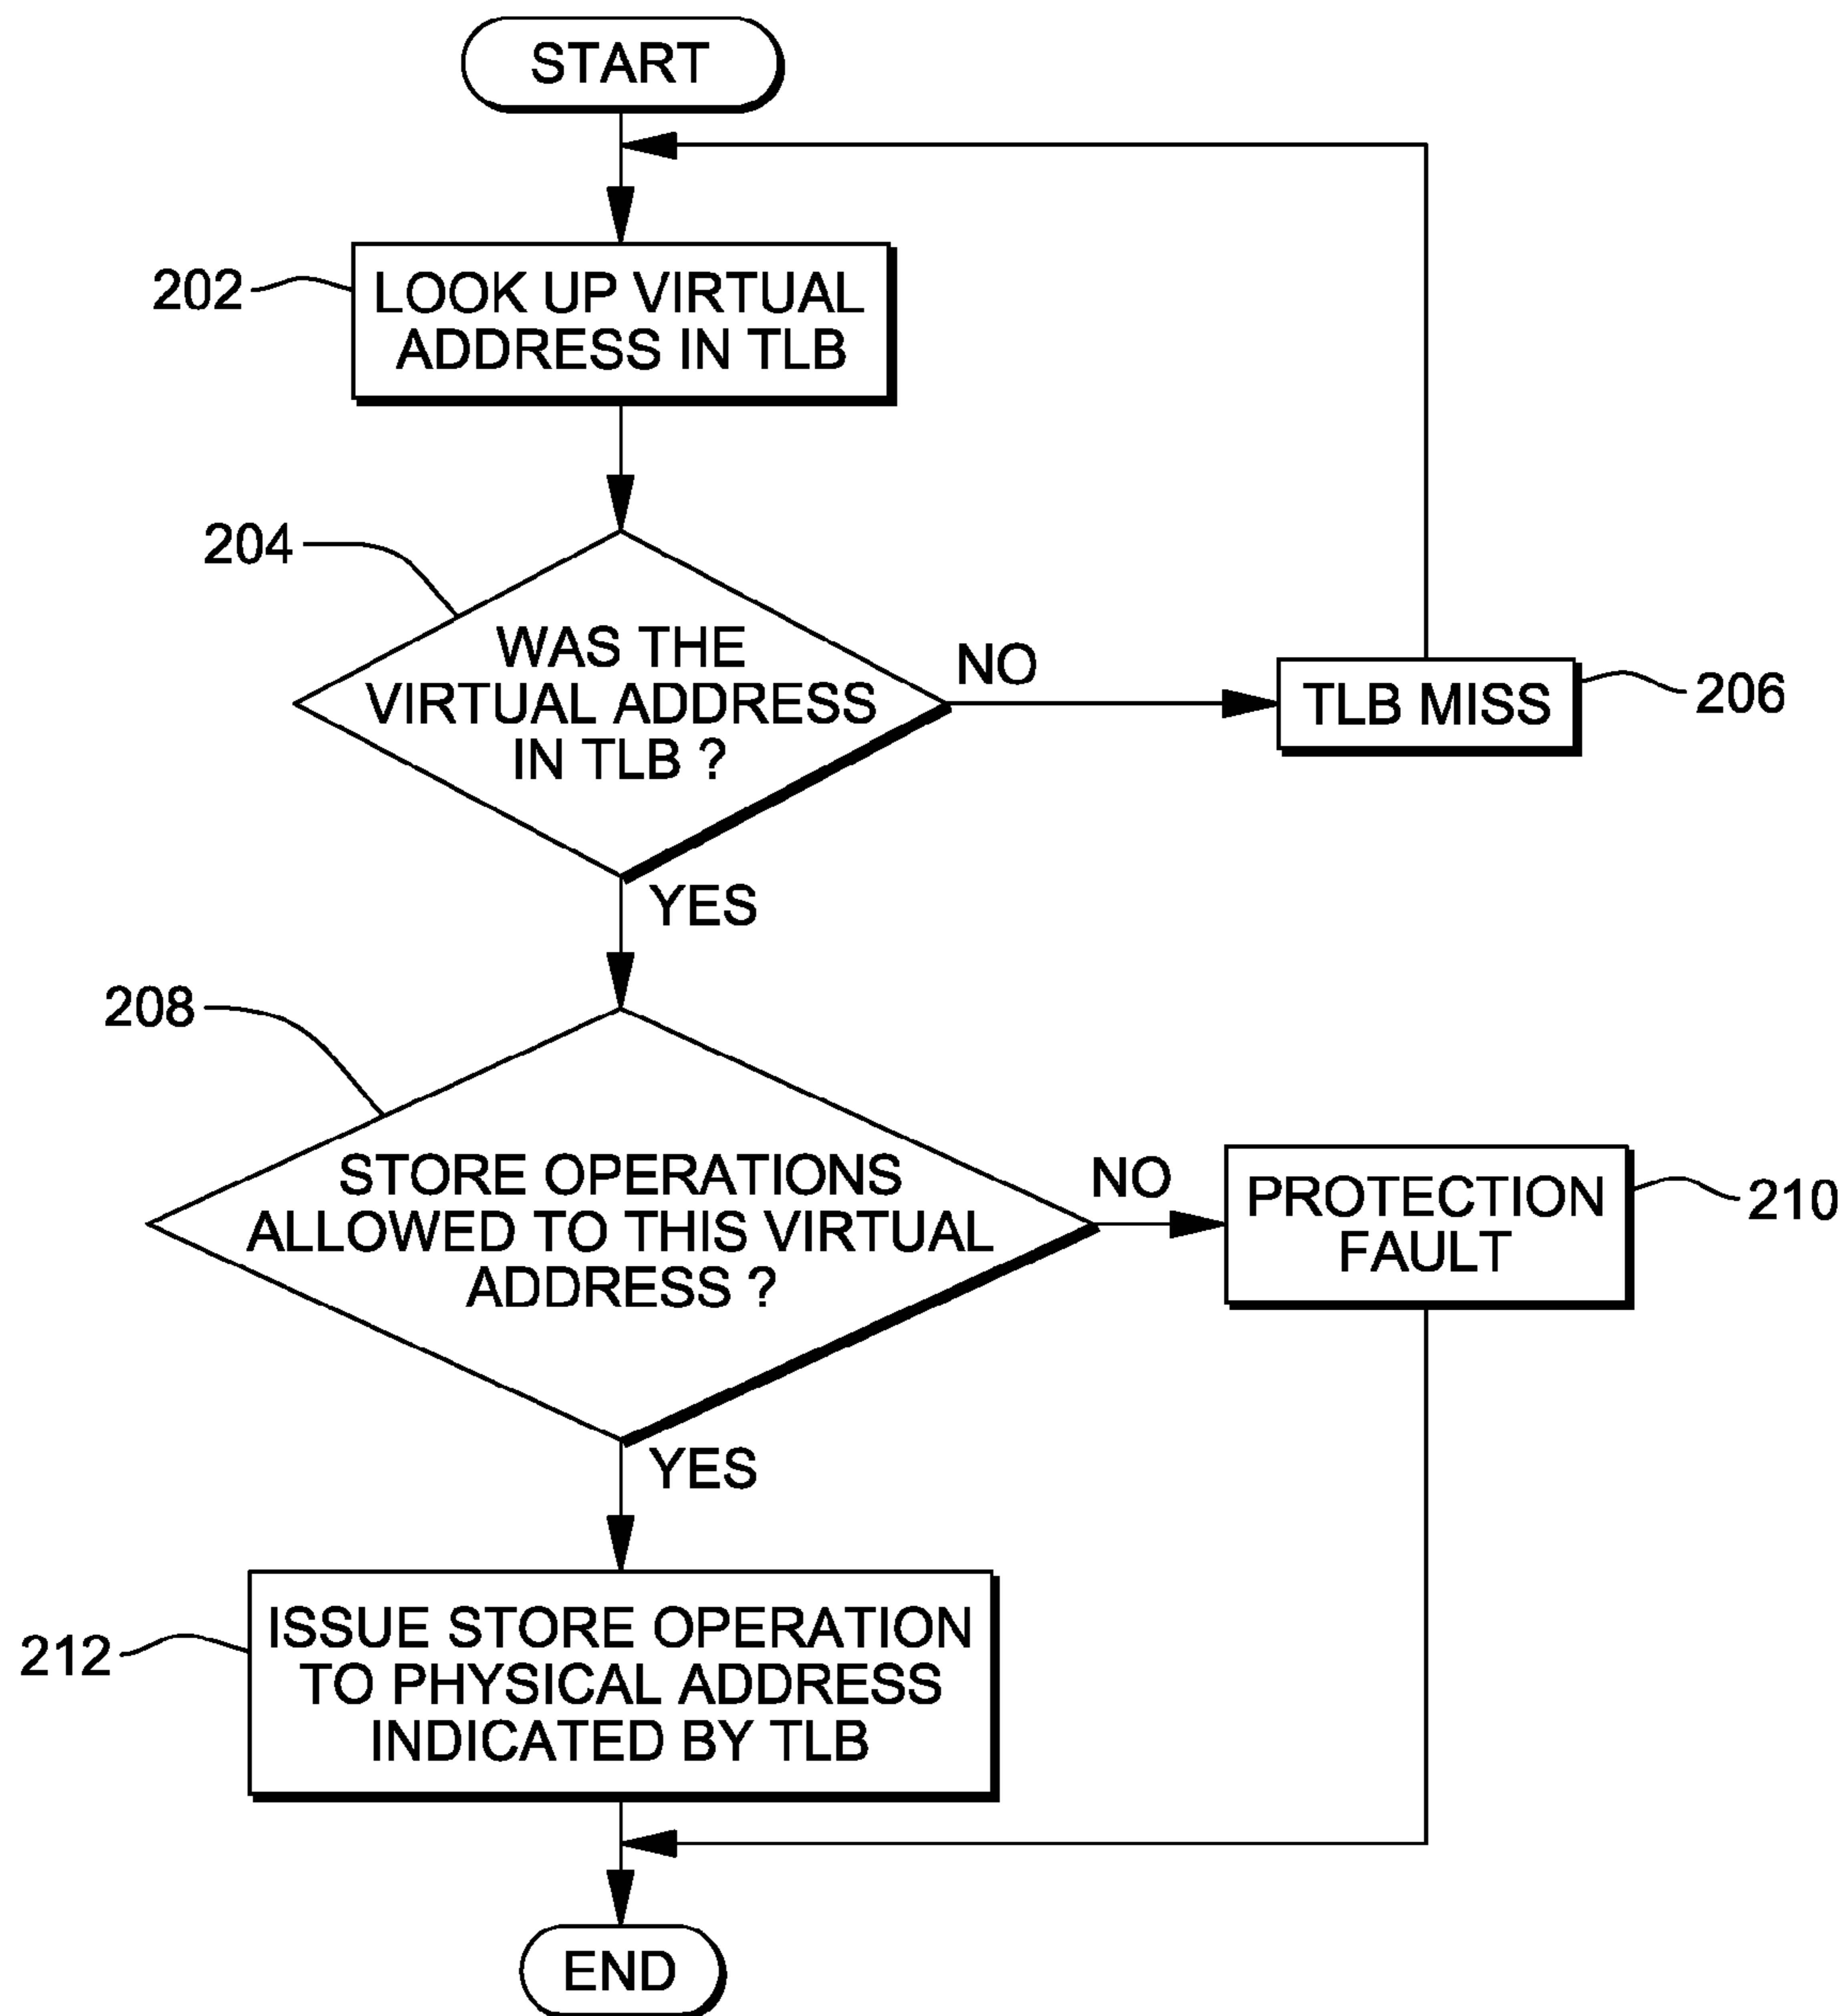 START
202
LOOK UP VIRTUAL
ADDRESS IN TLB
204
WAS THE
VIRTUAL ADDRESS
IN TLB ?
NO
TLB MISS
206
YES
208
STORE OPERATIONS
ALLOWED TO THIS VIRTUAL
ADDRESS ?
NO
PROTECTION
FAULT
210
YES
212
ISSUE STORE OPERATION
TO PHYSICAL ADDRESS
INDICATED BY TLB
END